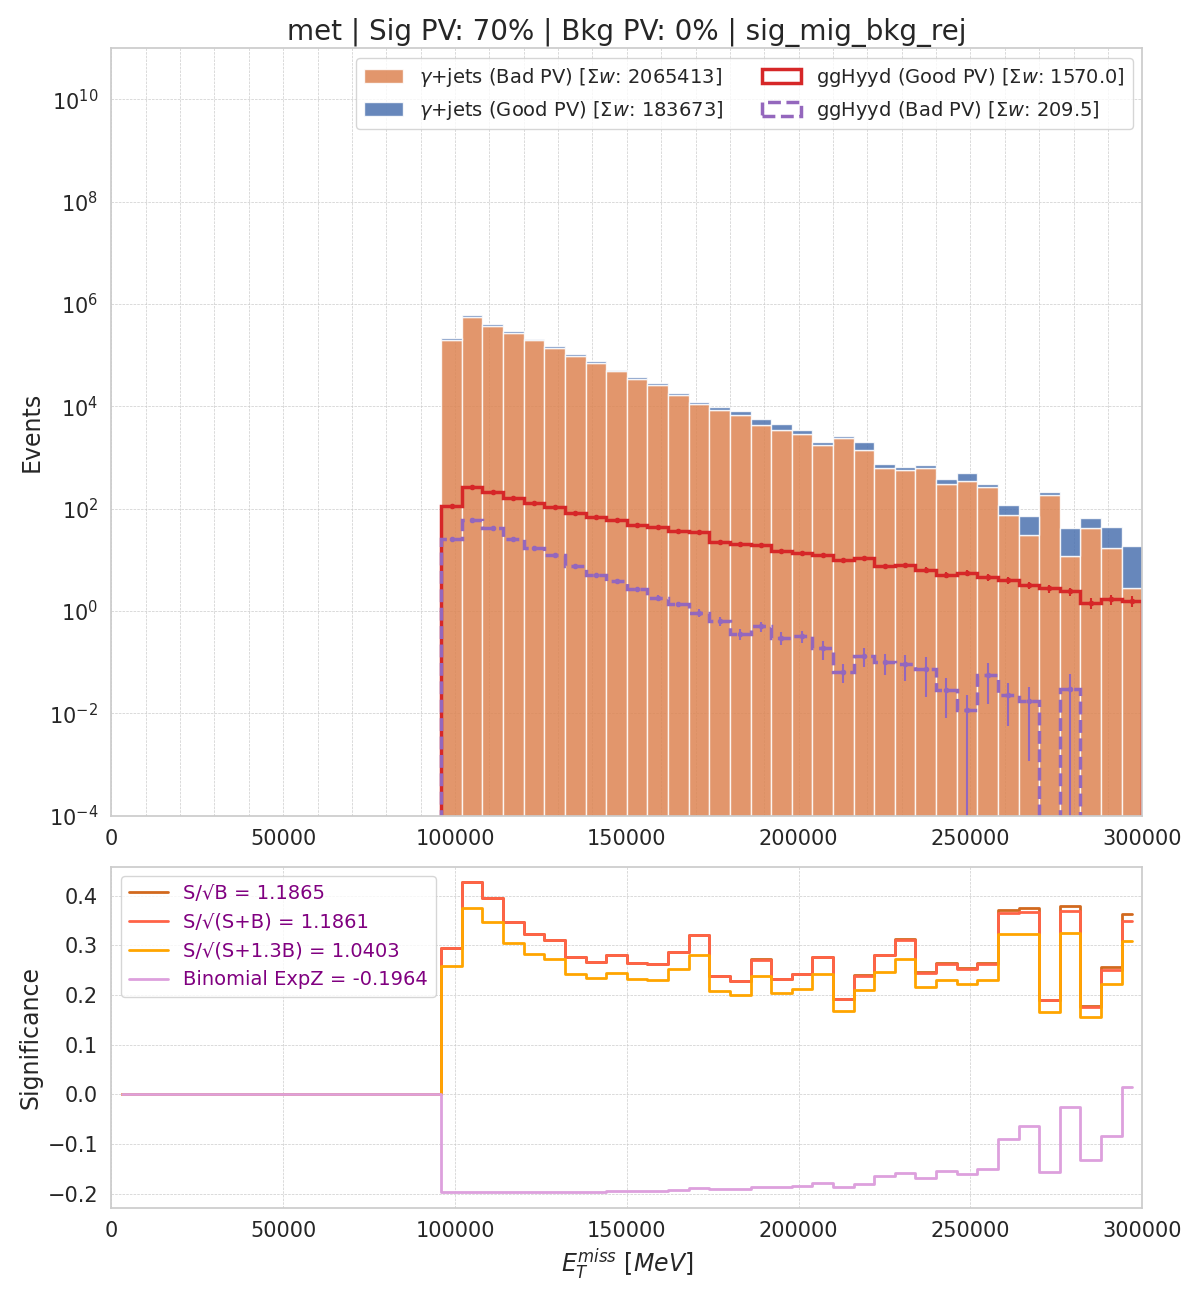 met | Sig PV: 70% | Bkg PV: 0% | sig_mig_bkg_rej
γ+jets (Bad PV) [Σw: 2065413]
γ+jets (Good PV) [Σw: 183673]
ggHyyd (Good PV) [Σw: 1570.0]
ggHyyd (Bad PV) [Σw: 209.5]
Events
10^10
10^8
10^6
10^4
10^2
10^0
10^−2
10^−4
0 50000 100000 150000 200000 250000 300000
S/√B = 1.1865
S/√(S+B) = 1.1861
S/√(S+1.3B) = 1.0403
Binomial ExpZ = -0.1964
Significance
0.4
0.3
0.2
0.1
0.0
−0.1
−0.2
0 50000 100000 150000 200000 250000 300000
E_T^miss [MeV]